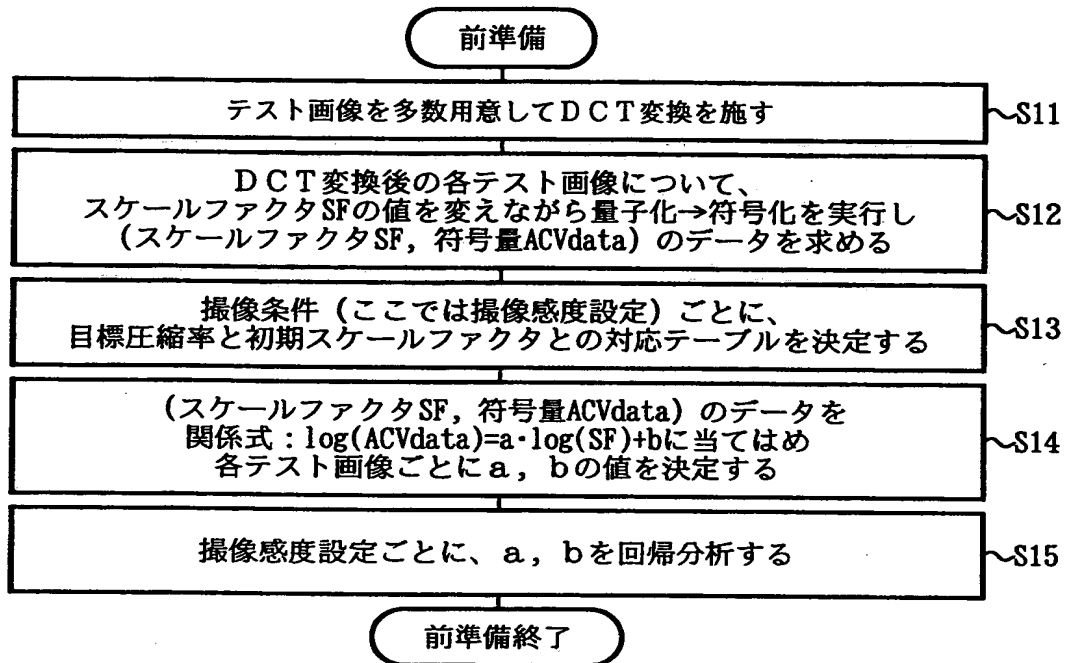 前準備
テスト画像を多数用意してＤＣＴ変換を施す
~S11
ＤＣＴ変換後の各テスト画像について、
スケールファクタSFの値を変えながら量子化→符号化を実行し
(スケールファクタSF, 符号量ACVdata) のデータを求める
~S12
撮像条件（ここでは撮像感度設定）ごとに、
目標圧縮率と初期スケールファクタとの対応テーブルを決定する
~S13
(スケールファクタSF, 符号量ACVdata) のデータを
関係式：log(ACVdata)=a·log(SF)+bに当てはめ
各テスト画像ごとにａ，ｂの値を決定する
~S14
撮像感度設定ごとに、ａ，ｂを回帰分析する
~S15
前準備終了